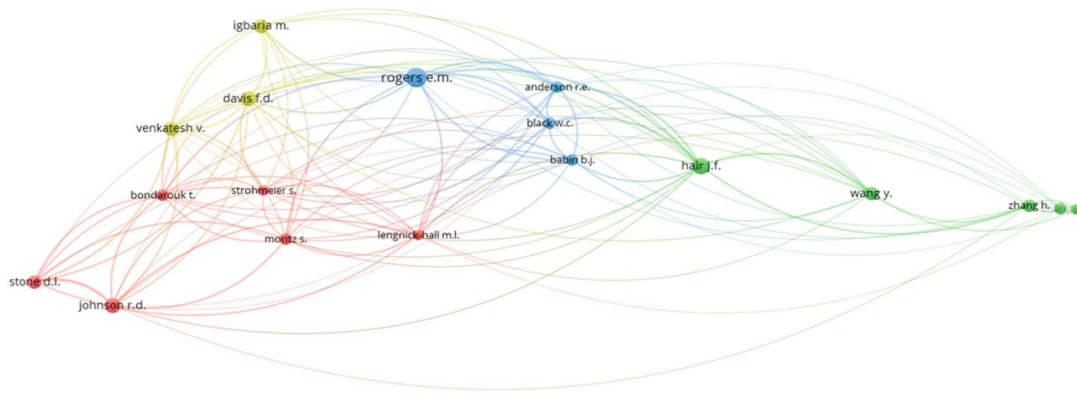 igbaria m.
rogers e.m.
anderson r.e.
davis f.d.
black w.c.
venkatesh v.
babin b.j.
hair j.f.
strohmeier s.
bondarouk t.
wang y.
zhang h.
lengnick-hall m.l.
moritz s.
stone d.l.
johnson r.d.